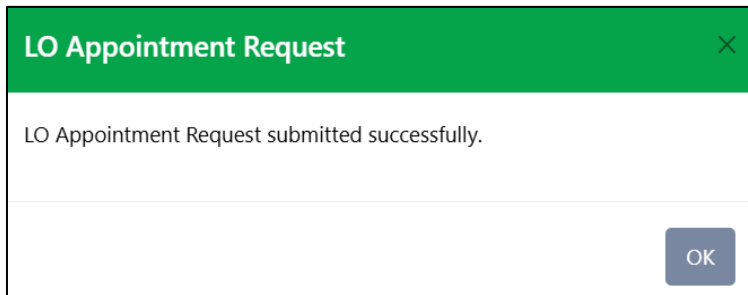 LO Appointment Request
LO Appointment Request submitted successfully.
OK